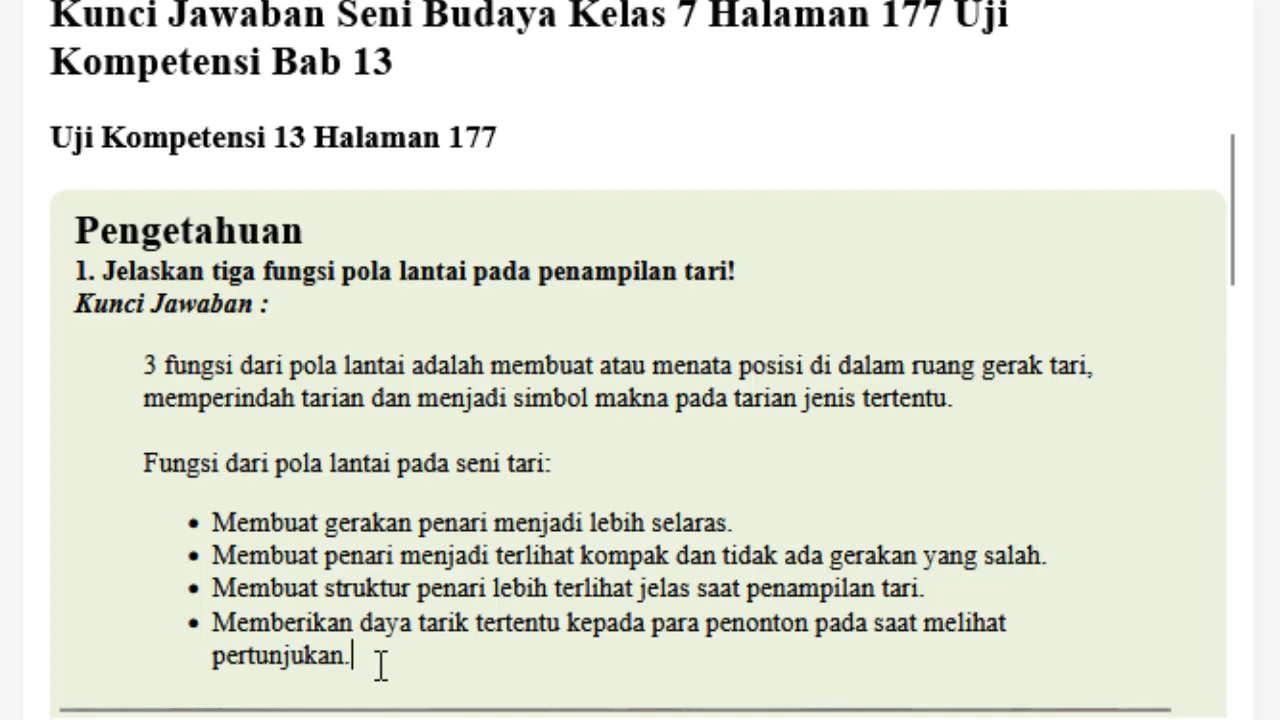 Kunci Jawaban Seni Budaya Kelas 7 Halaman 177 Uji
Kompetensi Bab 13
Uji Kompetensi 13 Halaman 177
Pengetahuan
1. Jelaskan tiga fungsi pola lantai pada penampilan tari!
Kunci Jawaban :
3 fungsi dari pola lantai adalah membuat atau menata posisi di dalam ruang gerak tari,
memperindah tarian dan menjadi simbol makna pada tarian jenis tertentu.
Fungsi dari pola lantai pada seni tari:
• Membuat gerakan penari menjadi lebih selaras.
• Membuat penari menjadi terlihat kompak dan tidak ada gerakan yang salah.
• Membuat struktur penari lebih terlihat jelas saat penampilan tari.
• Memberikan daya tarik tertentu kepada para penonton pada saat melihat
pertunjukan.